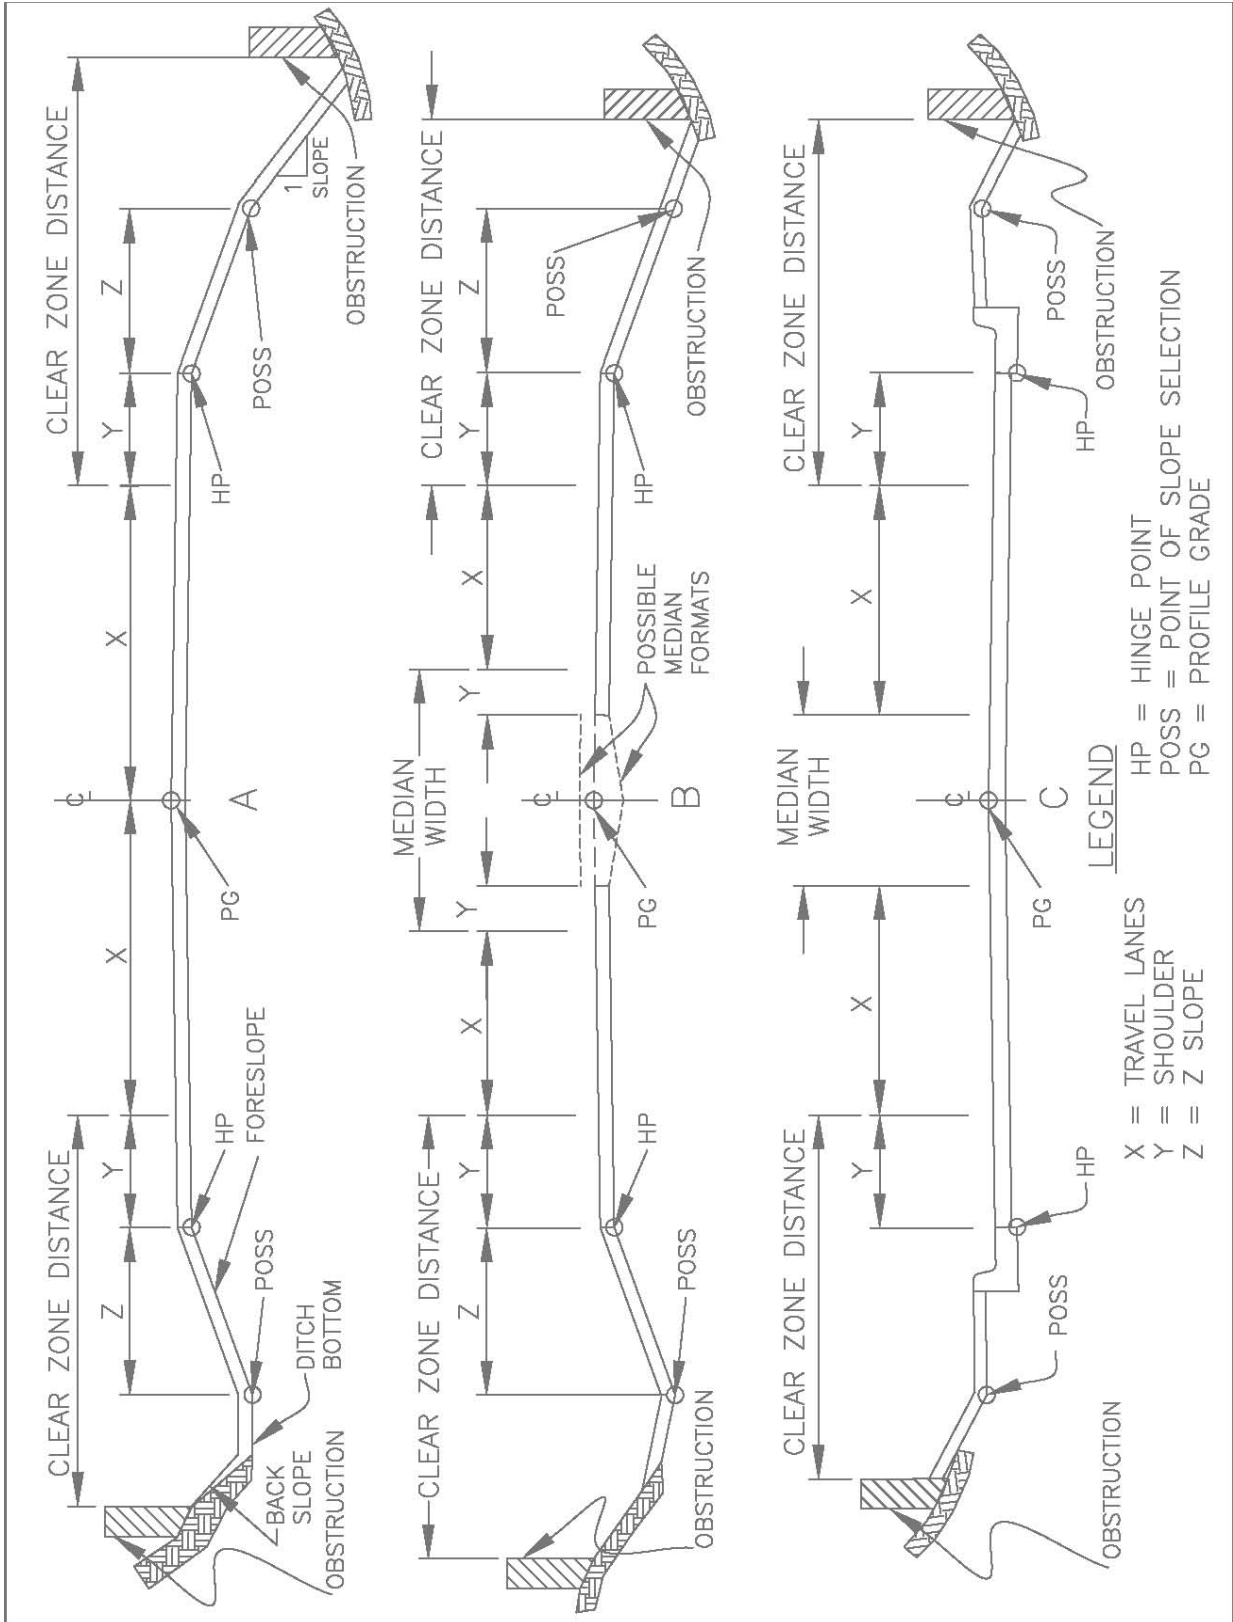 CLEAR ZONE DISTANCE
CLEAR ZONE DISTANCE
Z
Y
X
X
Y
Z
CL
OBSTRUCTION
BACK
SLOPE
DITCH
BOTTOM
POSS
HP
FORESLOPE
PG
A
HP
POSS
1
SLOPE
OBSTRUCTION
CLEAR ZONE DISTANCE
MEDIAN
WIDTH
CLEAR ZONE DISTANCE
Z
Y
X
Y
Y
X
Y
Z
CL
OBSTRUCTION
POSS
HP
PG
B
POSSIBLE
MEDIAN
FORMATS
HP
POSS
OBSTRUCTION
CLEAR ZONE DISTANCE
MEDIAN
WIDTH
CLEAR ZONE DISTANCE
Y
X
X
Y
CL
OBSTRUCTION
POSS
HP
PG
C
HP
POSS
OBSTRUCTION
LEGEND
X = TRAVEL LANES
Y = SHOULDER
Z = Z SLOPE
HP = HINGE POINT
POSS = POINT OF SLOPE SELECTION
PG = PROFILE GRADE